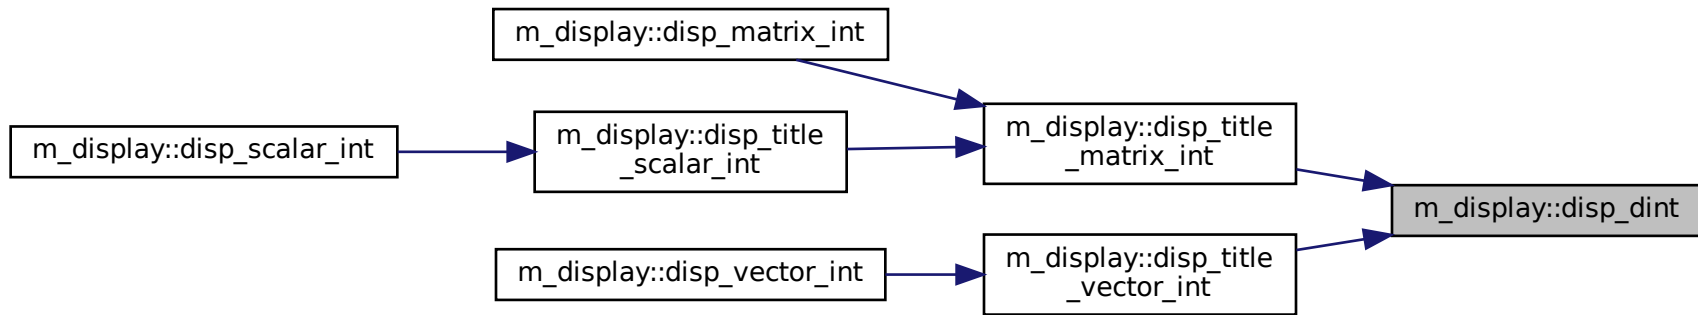 m_display::disp_matrix_int
m_display::disp_scalar_int
m_display::disp_title
_scalar_int
m_display::disp_title
_matrix_int
m_display::disp_dint
m_display::disp_vector_int
m_display::disp_title
_vector_int